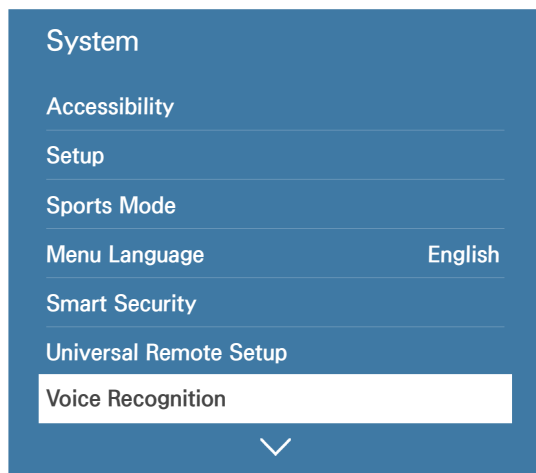 System
Accessibility
Setup
Sports Mode
Menu Language English
Smart Security
Universal Remote Setup
Voice Recognition